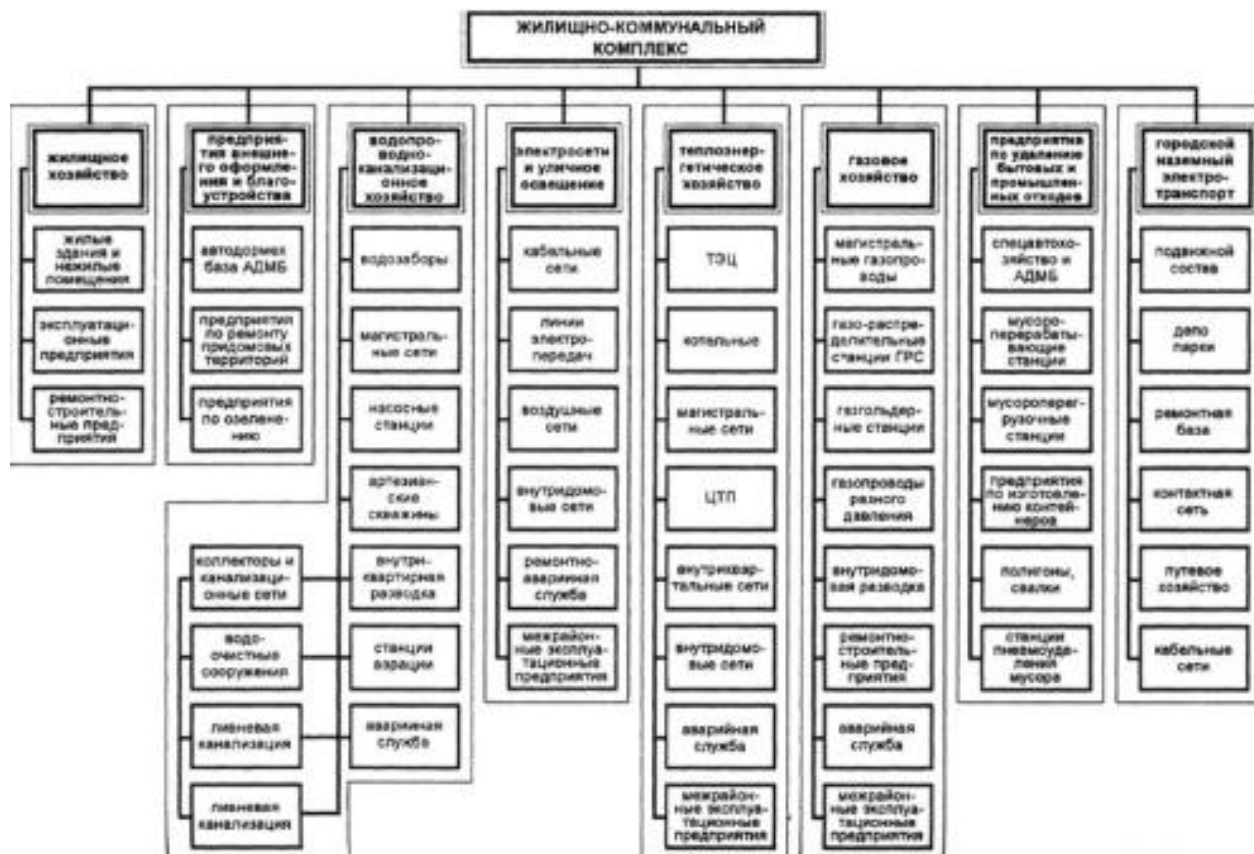 ЖИЛИЩНО-КОММУНАЛЬНЫЙ
КОМПЛЕКС
жилищное
хозяйство
жилые
здания и
нежилые
помещения
эксплуатаци-
онные
предприятия
ремонтно-
строитель-
ные пред-
приятия
предприя-
тия внешне-
го оформле-
ния и благо-
устройства
автодормех
база АДМБ
предприятия
по ремонту
придомовых
территорий
предприятия
по озелене-
нию
водопро-
водно-
канализаци-
онное
хозяйство
водозаборы
магистраль-
ные сети
насосные
станции
артезиан-
ские
скважины
внутри-
квартирная
разводка
станции
аэрации
аварийная
служба
коллекторы и
канализаци-
онные сети
водо-
очистные
сооружения
ливневая
канализация
ливневая
канализация
электросети
и уличное
освещение
кабельные
сети
линии
электро-
передач
воздушные
сети
внутридомо-
вые сети
ремонтно-
аварийная
служба
межрайон-
ные эксплуа-
тационные
предприятия
теплоэнер-
гетическое
хозяйство
ТЭЦ
котельные
магистраль-
ные сети
ЦТП
внутриквар-
тальные сети
внутридомо-
вые сети
аварийная
служба
межрайон-
ные эксплуа-
тационные
предприятия
газовое
хозяйство
магистраль-
ные газопро-
воды
газо-распре-
делительные
станции ГРС
газгольдер-
ные станции
газопроводы
разного
давления
внутридомо-
вая разводка
ремонтно-
строитель-
ные пред-
приятия
аварийная
служба
межрайон-
ные эксплуа-
тационные
предприятия
предприятия
по удалению
бытовых и
промышлен-
ных отходов
спецавтохо-
зяйство и
АДМБ
мусоро-
перерабаты-
вающие
станции
мусоропере-
грузочные
станции
предприятия
по изготовле-
нию контей-
неров
полигоны,
свалки
станции
пневмоуда-
ления
мусора
городской
наземный
электро-
транспорт
подвижной
состав
депо
парки
ремонтная
база
контактная
сеть
путевое
хозяйство
кабельные
сети